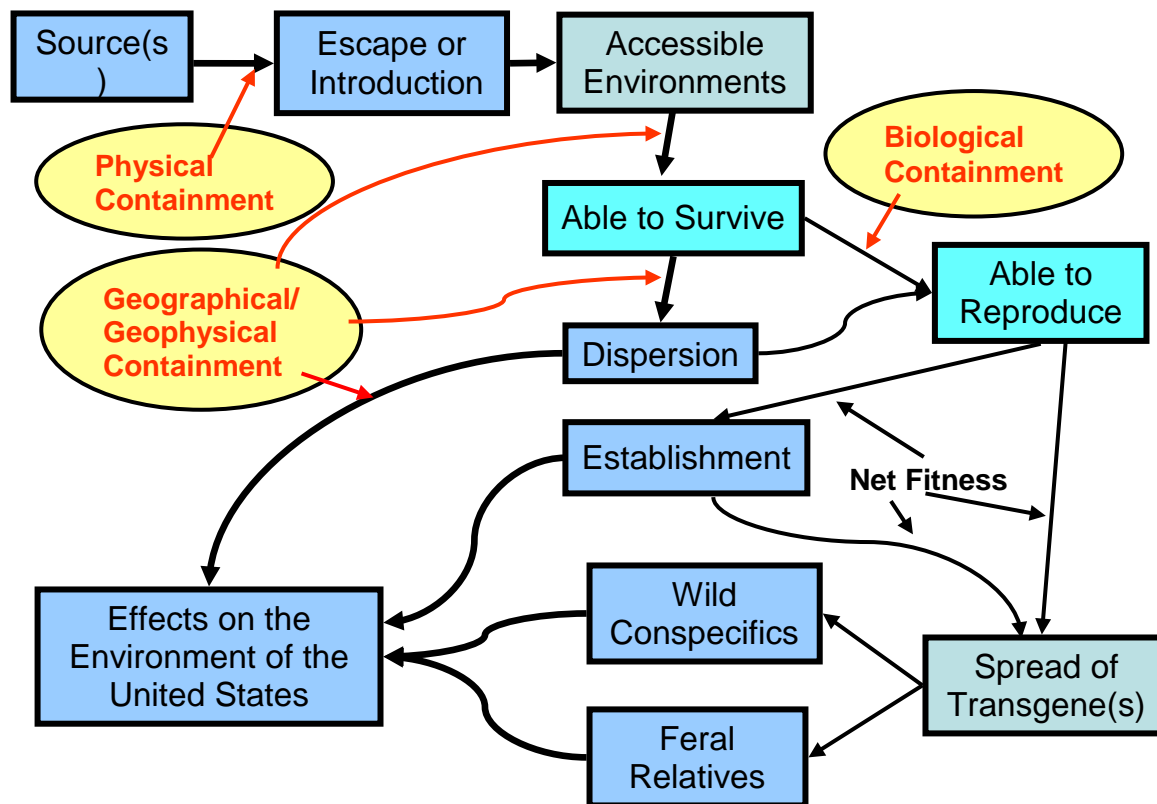 Source(s
)
Escape or
Introduction
Accessible
Environments
Physical
Containment
Biological
Containment
Able to Survive
Geographical/
Geophysical
Containment
Able to
Reproduce
Dispersion
Establishment
Net Fitness
Effects on the
Environment of the
United States
Wild
Conspecifics
Spread of
Transgene(s)
Feral
Relatives